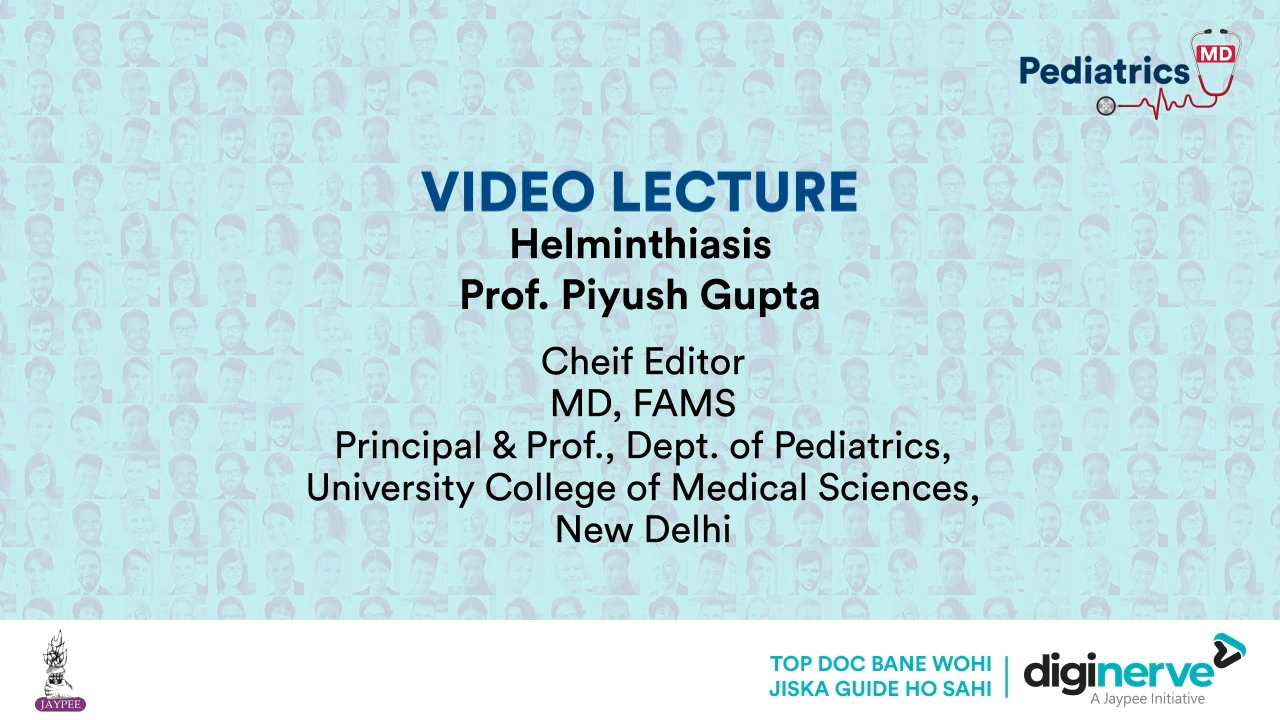 Pediatrics MD
VIDEO LECTURE
Helminthiasis
Prof. Piyush Gupta
Cheif Editor
MD, FAMS
Principal & Prof., Dept. of Pediatrics,
University College of Medical Sciences,
New Delhi
JAYPEE
TOP DOC BANE WOHI
JISKA GUIDE HO SAHI
diginerve
A Jaypee Initiative